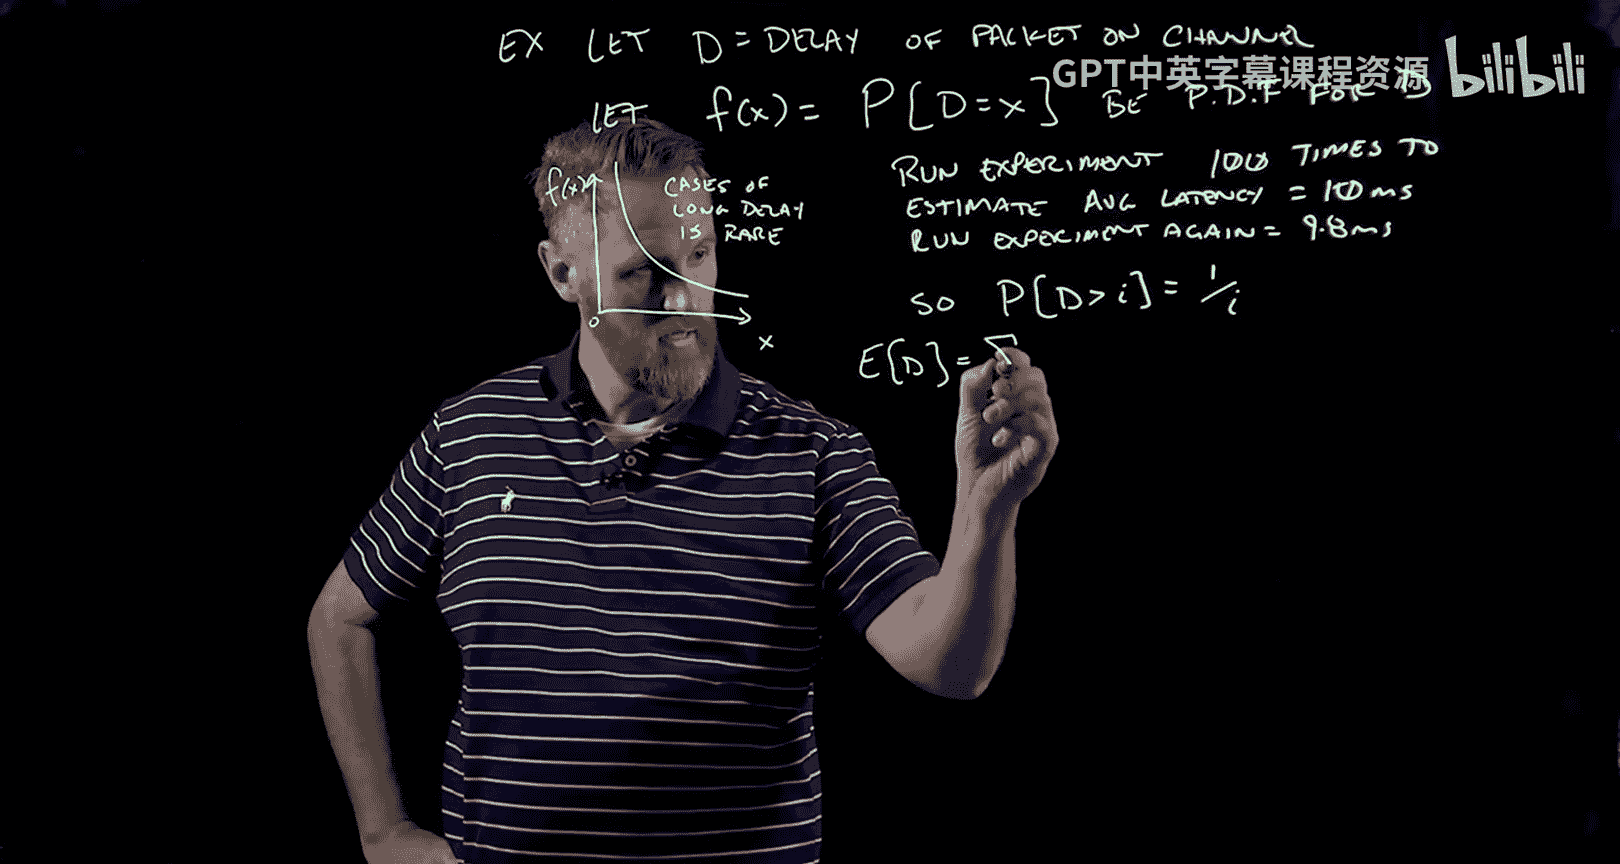 EX LET D = DELAY OF PACKET ON CHANNEL
GPT中英字幕课程资源 bilibili
LET f(x) = P[D=x] BE P.D.F FOR D
f(x)
CASES OF
LONG DELAY
IS RARE
0
x
RUN EXPERIMENT 100 TIMES TO
ESTIMATE AVG LATENCY = 10ms
RUN EXPERIMENT AGAIN = 9.8ms
SO P[D>i] = 1/i
E[D] = Σ